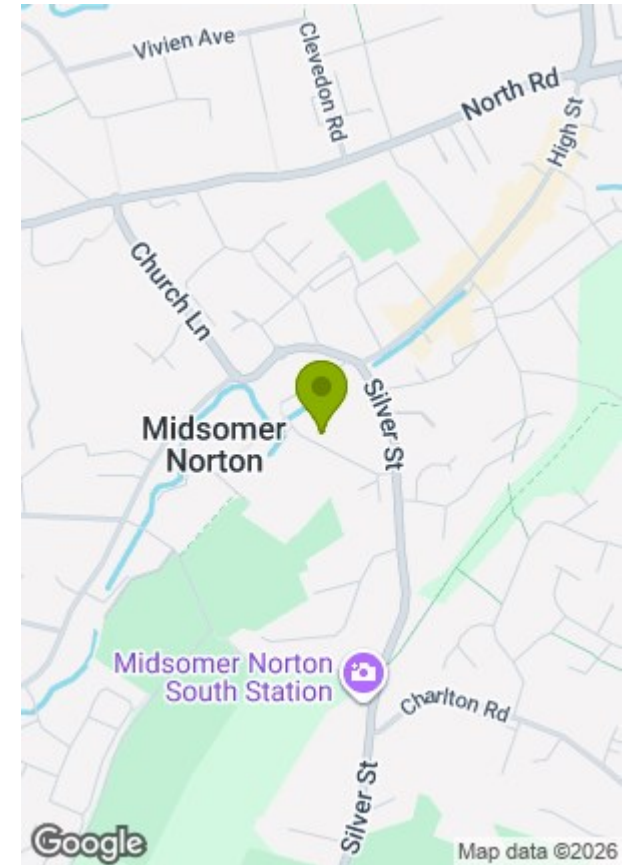 Vivien Ave
Clevedon Rd
North Rd
High St
Church Ln
Silver St
Midsomer
Norton
Midsomer Norton
South Station
Charlton Rd
Silver St
Google
Map data ©2026